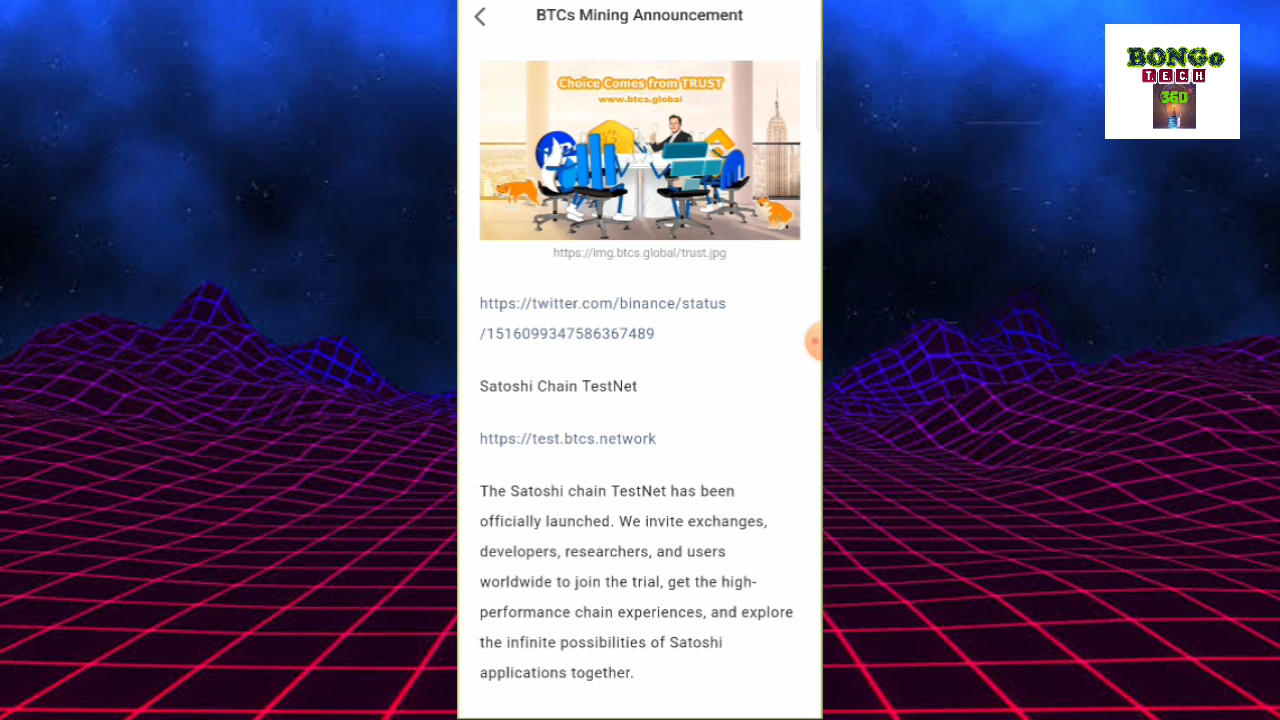 BTCs Mining Announcement
Choice Comes from TRUST
www.btcs.global
https://img.btcs.global/trust.jpg
https://twitter.com/binance/status
/1516099347586367489
Satoshi Chain TestNet
https://test.btcs.network
The Satoshi chain TestNet has been
officially launched. We invite exchanges,
developers, researchers, and users
worldwide to join the trial, get the high-
performance chain experiences, and explore
the infinite possibilities of Satoshi
applications together.
BONGo
TECH
360°